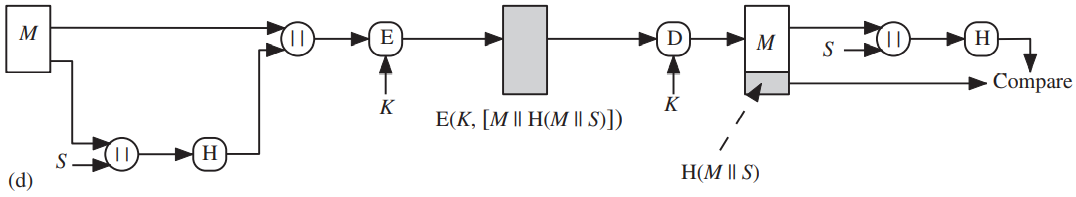 M
||
E
K
E(K, [M || H(M || S)])
D
K
M
H(M || S)
S
||
H
Compare
S
||
H
(d)